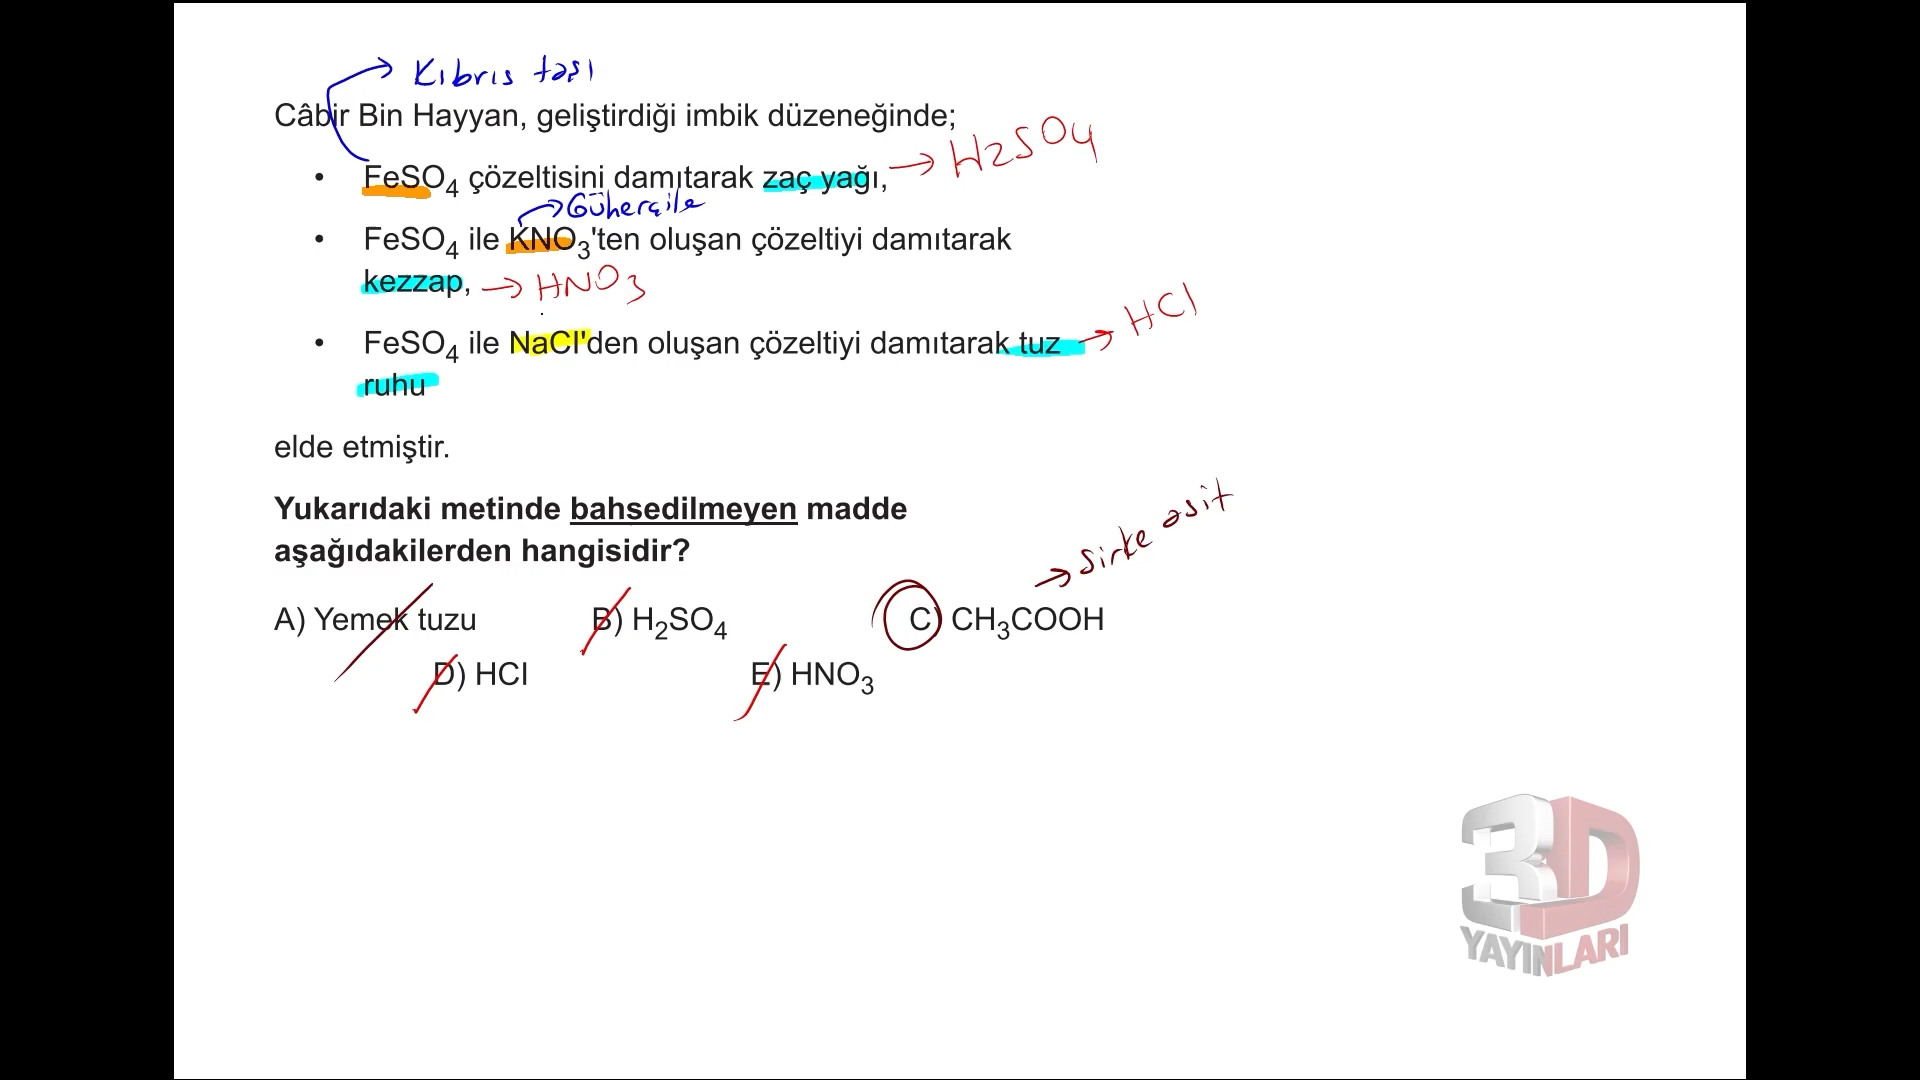 Kıbrıs taşı
Câbir Bin Hayyan, geliştirdiği imbik düzeneğinde;
• FeSO4 çözeltisini damıtarak zaç yağı, → H2SO4
→ Güherçile
• FeSO4 ile KNO3'ten oluşan çözeltiyi damıtarak
kezzap, → HNO3
• FeSO4 ile NaCl'den oluşan çözeltiyi damıtarak tuz → HCl
ruhu
elde etmiştir.
Yukarıdaki metinde bahsedilmeyen madde
aşağıdakilerden hangisidir?
→ Sirke asit
A) Yemek tuzu B) H2SO4 C) CH3COOH
D) HCl E) HNO3
3D
YAYINLARI